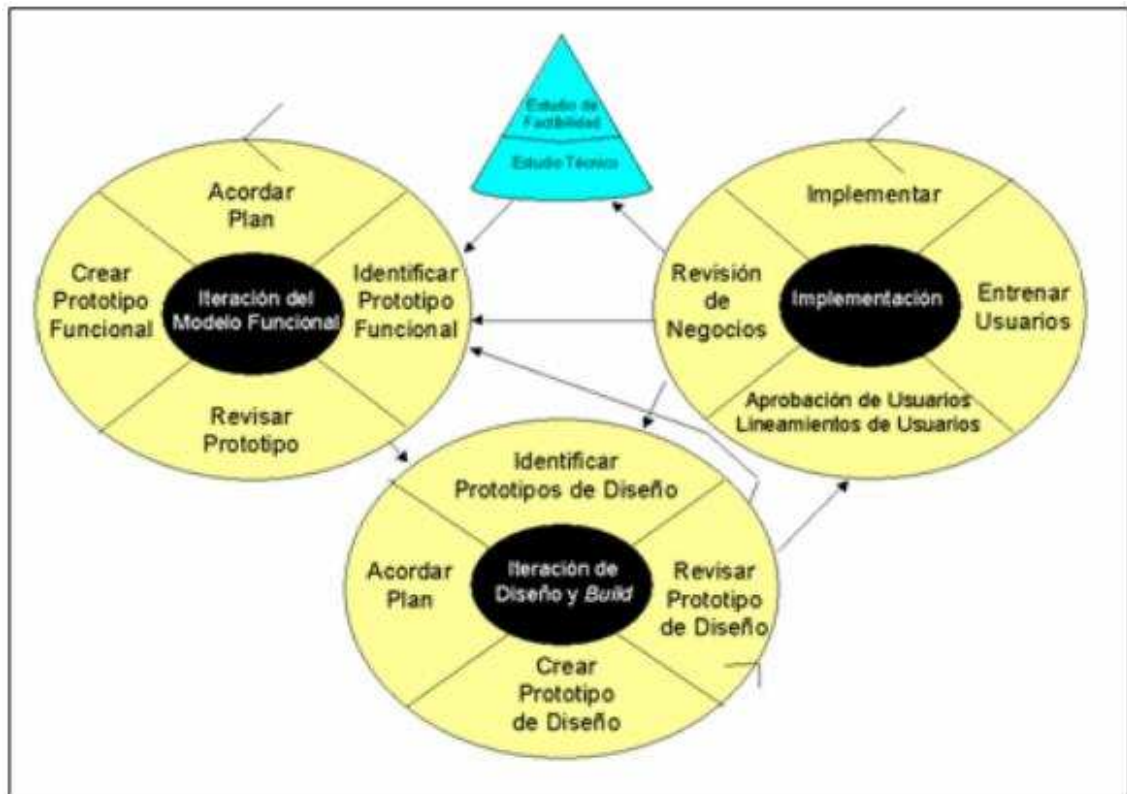 Estudio de
Factibilidad
Estudio Técnico
Acordar
Plan
Crear
Prototipo
Funcional
Iteración del
Modelo Funcional
Identificar
Prototipo
Funcional
Revisar
Prototipo
Implementar
Revisión
de
Negocios
Implementación
Entrenar
Usuarios
Aprobación de Usuarios
Lineamientos de Usuarios
Identificar
Prototipos de Diseño
Acordar
Plan
Iteración de
Diseño y Build
Revisar
Prototipo
de Diseño
Crear
Prototipo
de Diseño